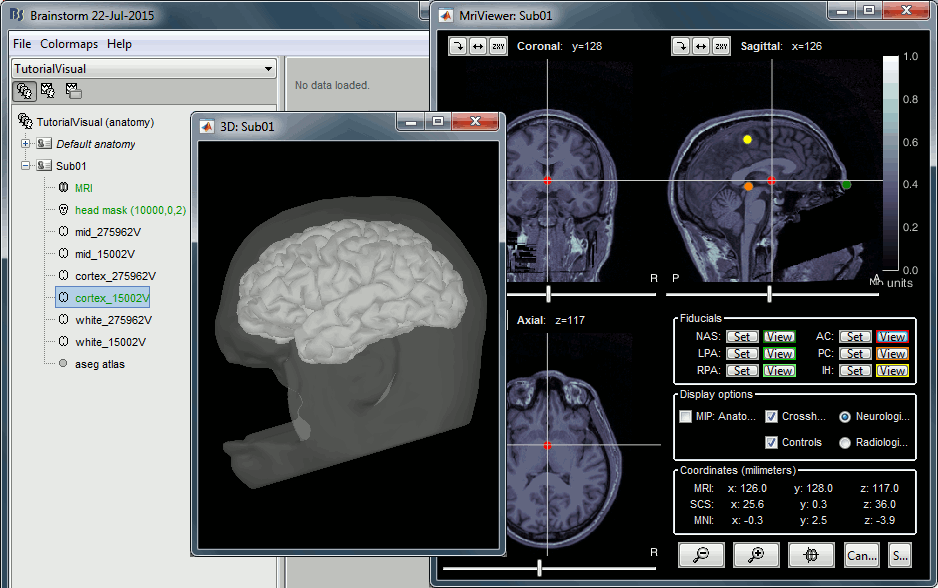 Brainstorm 22-Jul-2015
File Colormaps Help
TutorialVisual
TutorialVisual (anatomy)
Default anatomy
Sub01
MRI
head mask (10000,0,2)
mid_275962V
mid_15002V
cortex_275962V
cortex_15002V
white_275962V
white_15002V
aseg atlas
No data loaded.
3D: Sub01
MriViewer: Sub01
ZXY Coronal: y=128
ZXY Sagittal: x=126
1.0
0.8
0.6
0.4
0.2
0.0
No units
R
P
A
Axial: z=117
R
Fiducials
NAS: Set View AC: Set View
LPA: Set View PC: Set View
RPA: Set View IH: Set View
Display options
MIP: Anato... Crossh... Neurologi...
Controls Radiologi...
Coordinates (milimeters)
MRI: x: 126.0 y: 128.0 z: 117.0
SCS: x: 25.6 y: 0.3 z: 36.0
MNI: x: -0.3 y: 2.5 z: -3.9
Can... S...